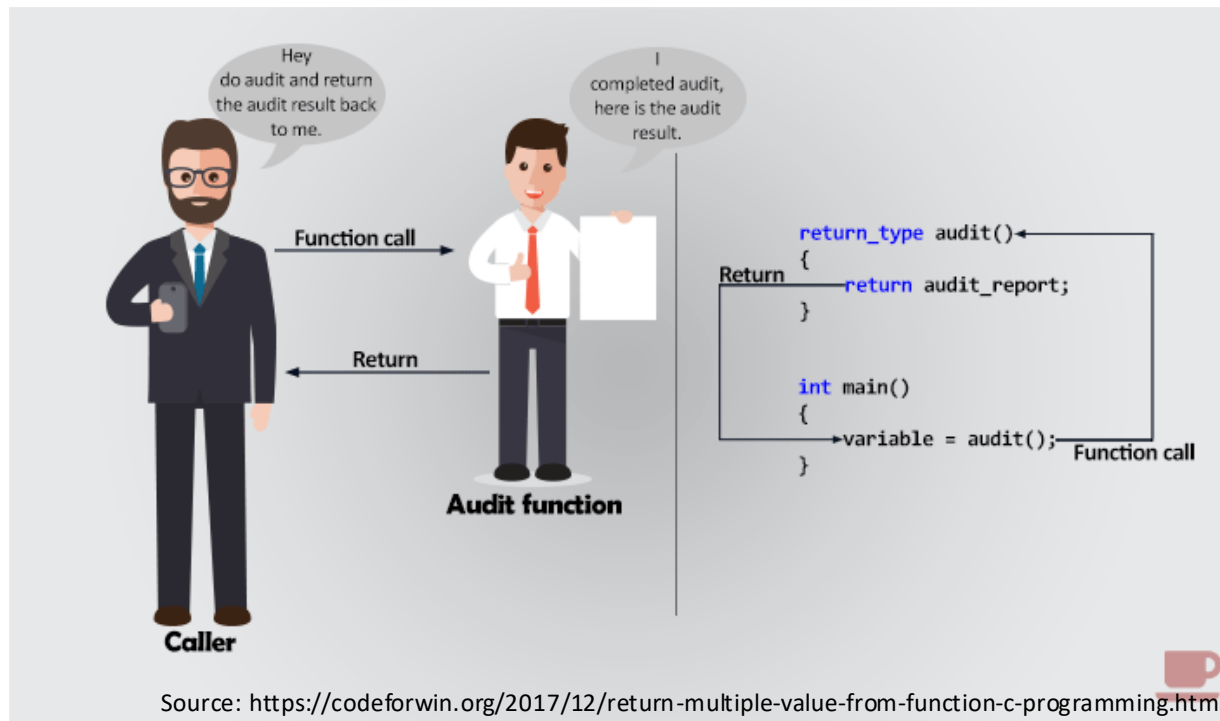 Hey
do audit and return
the audit result back
to me.
I
completed audit,
here is the audit
result.
Function call
Return
Audit function
Caller
return_type audit()
{
Return
return audit_report;
}
int main()
{
variable = audit();
Function call
}
Source: https://codeforwin.org/2017/12/return-multiple-value-from-function-c-programming.htm